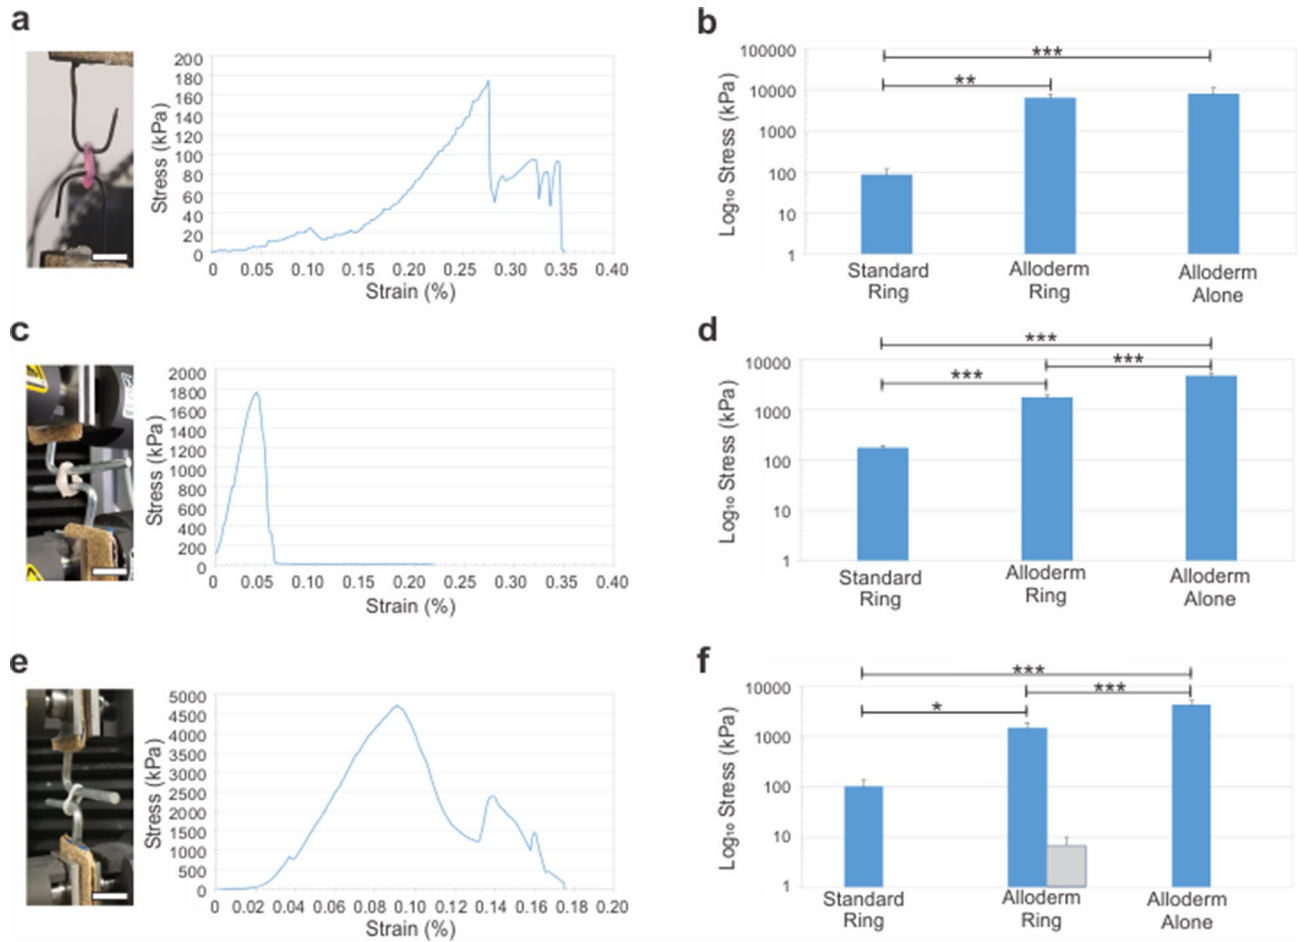 a
200
180
160
140
120
100
80
60
40
20
0
Stress (kPa)
0 0.05 0.10 0.15 0.20 0.25 0.30 0.35 0.40
Strain (%)
b
100000
10000
1000
100
10
1
Log₁₀ Stress (kPa)
***
**
Standard
Ring
Alloderm
Ring
Alloderm
Alone
c
2000
1800
1600
1400
1200
1000
800
600
400
200
0
Stress (kPa)
0 0.05 0.10 0.15 0.20 0.25 0.30 0.35 0.40
Strain (%)
d
10000
1000
100
10
1
Log₁₀ Stress (kPa)
***
***
***
Standard
Ring
Alloderm
Ring
Alloderm
Alone
e
5000
4500
4000
3500
3000
2500
2000
1500
1000
500
0
Stress (kPa)
0 0.02 0.04 0.06 0.08 0.10 0.12 0.14 0.16 0.18 0.20
Strain (%)
f
10000
1000
100
10
1
Log₁₀ Stress (kPa)
***
***
*
Standard
Ring
Alloderm
Ring
Alloderm
Alone